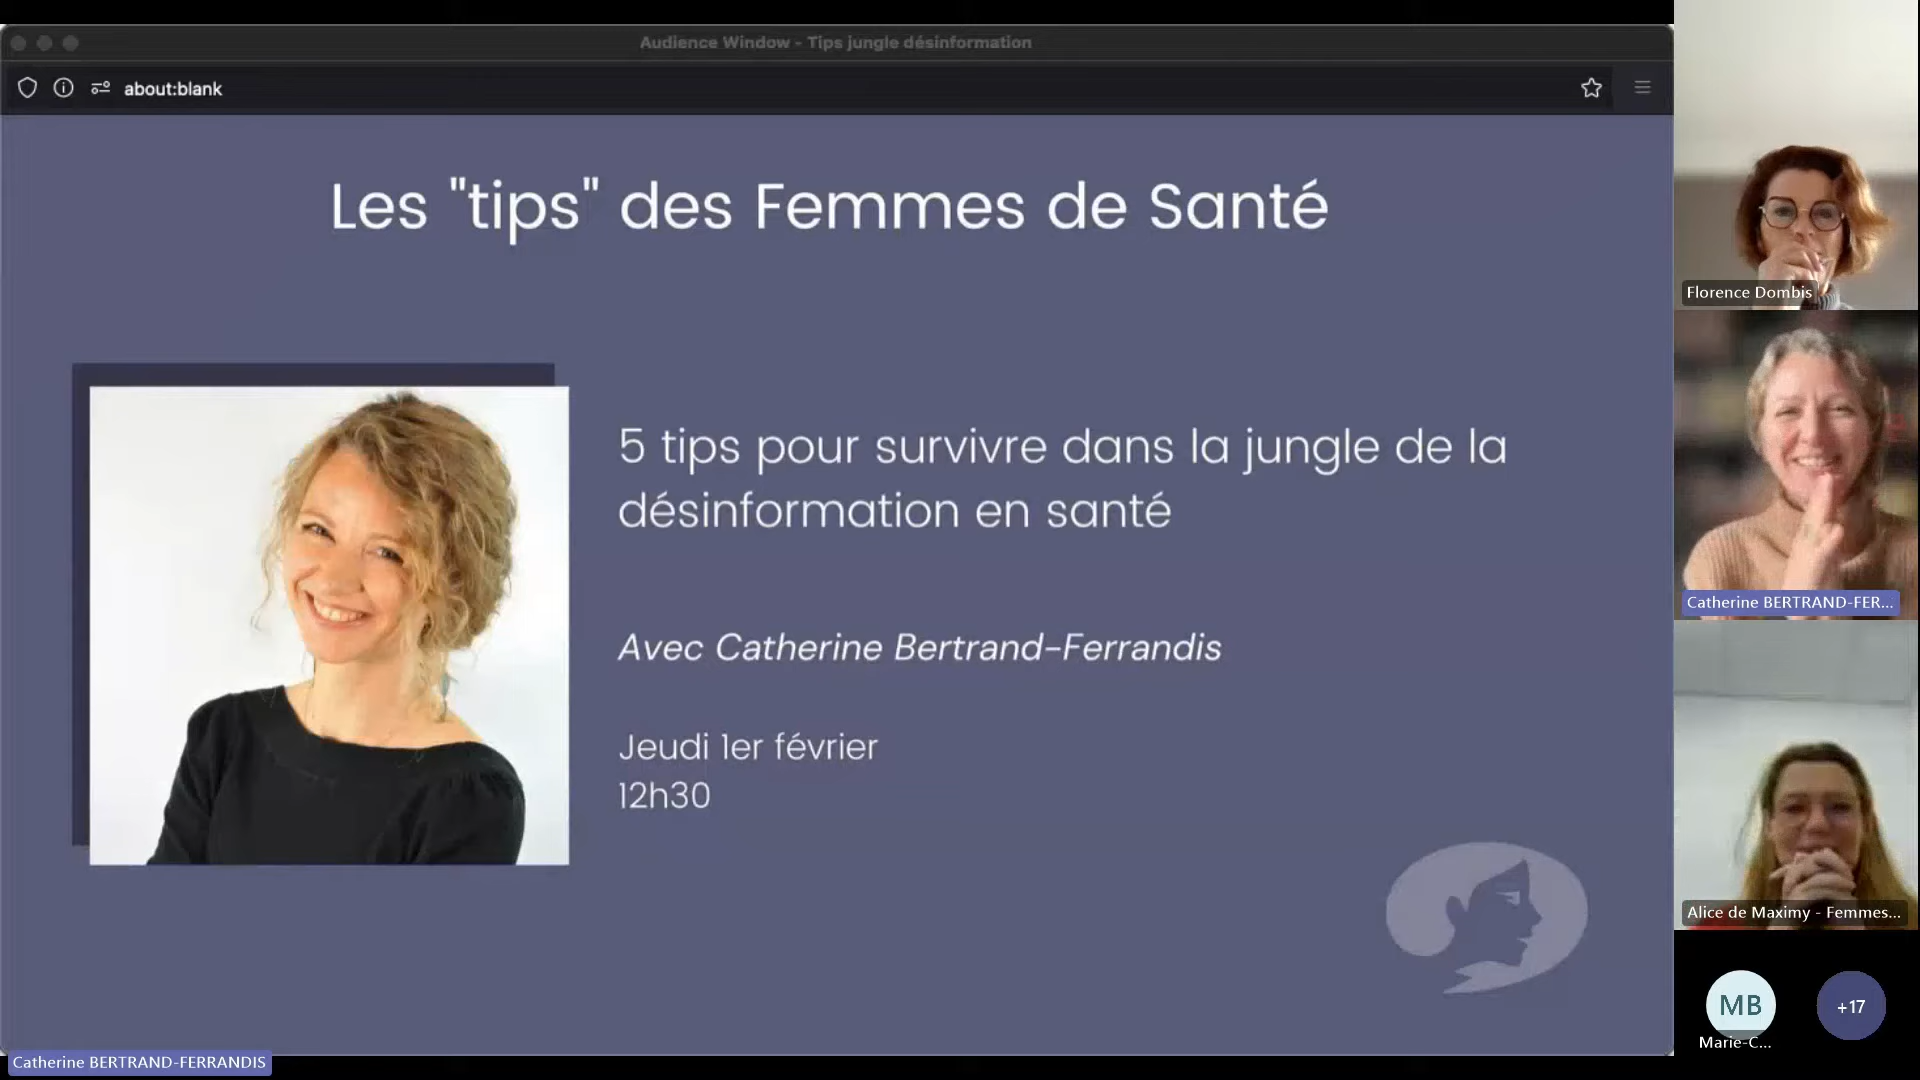 Audience Window - Tips jungle désinformation
about:blank
Les "tips" des Femmes de Santé
5 tips pour survivre dans la jungle de la
désinformation en santé
Avec Catherine Bertrand-Ferrandis
Jeudi 1er février
12h30
Catherine BERTRAND-FERRANDIS
Florence Dombis
Catherine BERTRAND-FER...
Alice de Maximy - Femmes...
MB
Marie-C...
+17